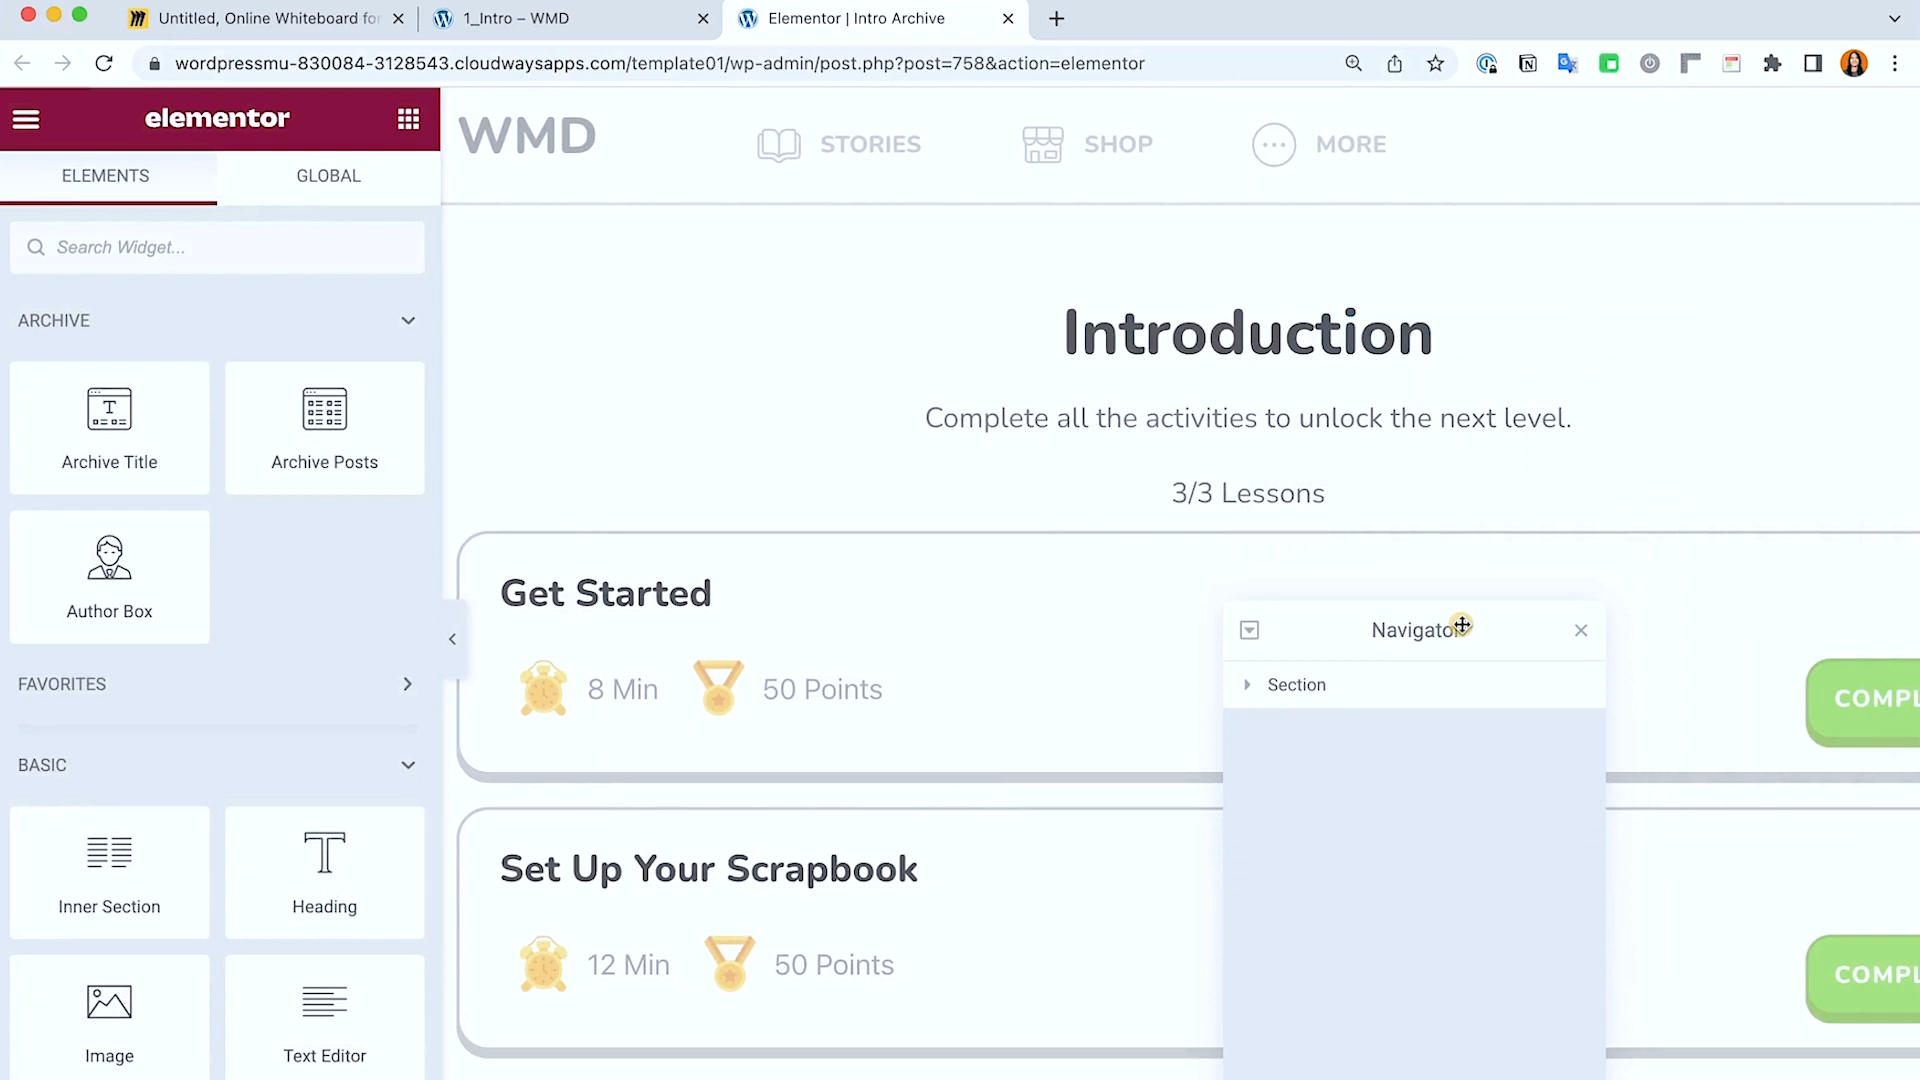 Untitled, Online Whiteboard for
1_Intro – WMD
Elementor | Intro Archive
wordpressmu-830084-3128543.cloudwaysapps.com/template01/wp-admin/post.php?post=758&action=elementor
elementor
ELEMENTS
GLOBAL
Search Widget...
ARCHIVE
Archive Title
Archive Posts
Author Box
FAVORITES
BASIC
Inner Section
Heading
Image
Text Editor
WMD
STORIES
SHOP
MORE
Introduction
Complete all the activities to unlock the next level.
3/3 Lessons
Get Started
8 Min
50 Points
COMPL
Navigator
Section
Set Up Your Scrapbook
12 Min
50 Points
COMPL